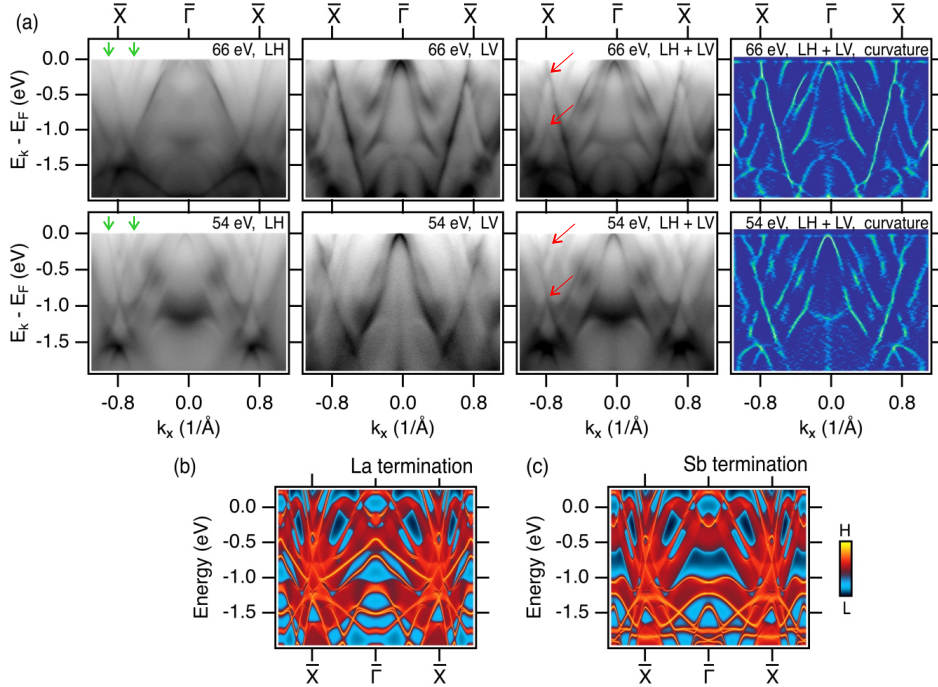 X̄ Γ̄ X̄ X̄ Γ̄ X̄ X̄ Γ̄ X̄ X̄ Γ̄ X̄
(a)
66 eV, LH
66 eV, LV
66 eV, LH + LV
66 eV, LH + LV, curvature
0.0
-0.5
-1.0
-1.5
E_k - E_F (eV)
54 eV, LH
54 eV, LV
54 eV, LH + LV
54 eV, LH + LV, curvature
0.0
-0.5
-1.0
-1.5
E_k - E_F (eV)
-0.8 0.0 0.8 -0.8 0.0 0.8 -0.8 0.0 0.8 -0.8 0.0 0.8
k_x (1/Å) k_x (1/Å) k_x (1/Å) k_x (1/Å)
(b)
La termination
0.0
-0.5
-1.0
-1.5
Energy (eV)
X̄ Γ̄ X̄
(c)
Sb termination
0.0
-0.5
-1.0
-1.5
Energy (eV)
X̄ Γ̄ X̄
H
L